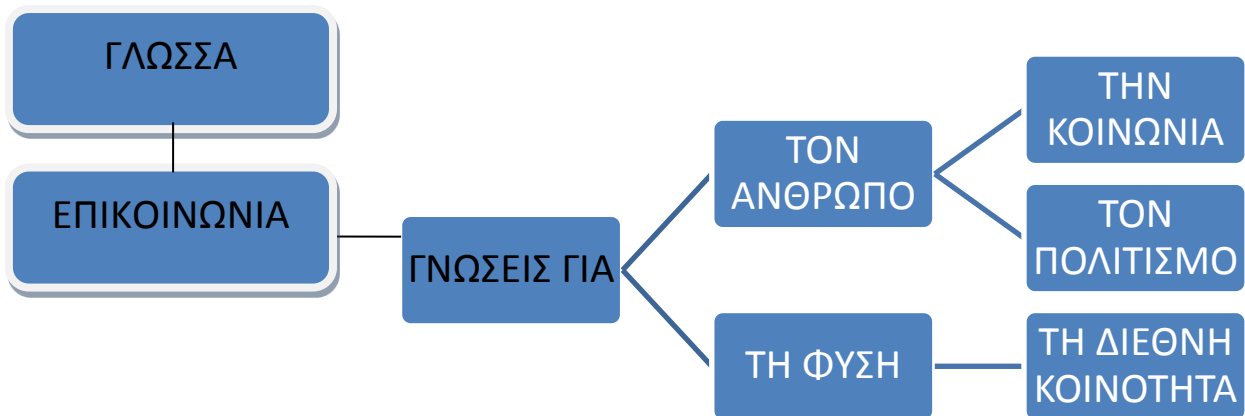 ΓΛΩΣΣΑ
ΕΠΙΚΟΙΝΩΝΙΑ
ΓΝΩΣΕΙΣ ΓΙΑ
ΤΟΝ
ΑΝΘΡΩΠΟ
ΤΗΝ
ΚΟΙΝΩΝΙΑ
ΤΟΝ
ΠΟΛΙΤΙΣΜΟ
ΤΗ ΦΥΣΗ
ΤΗ ΔΙΕΘΝΗ
ΚΟΙΝΟΤΗΤΑ